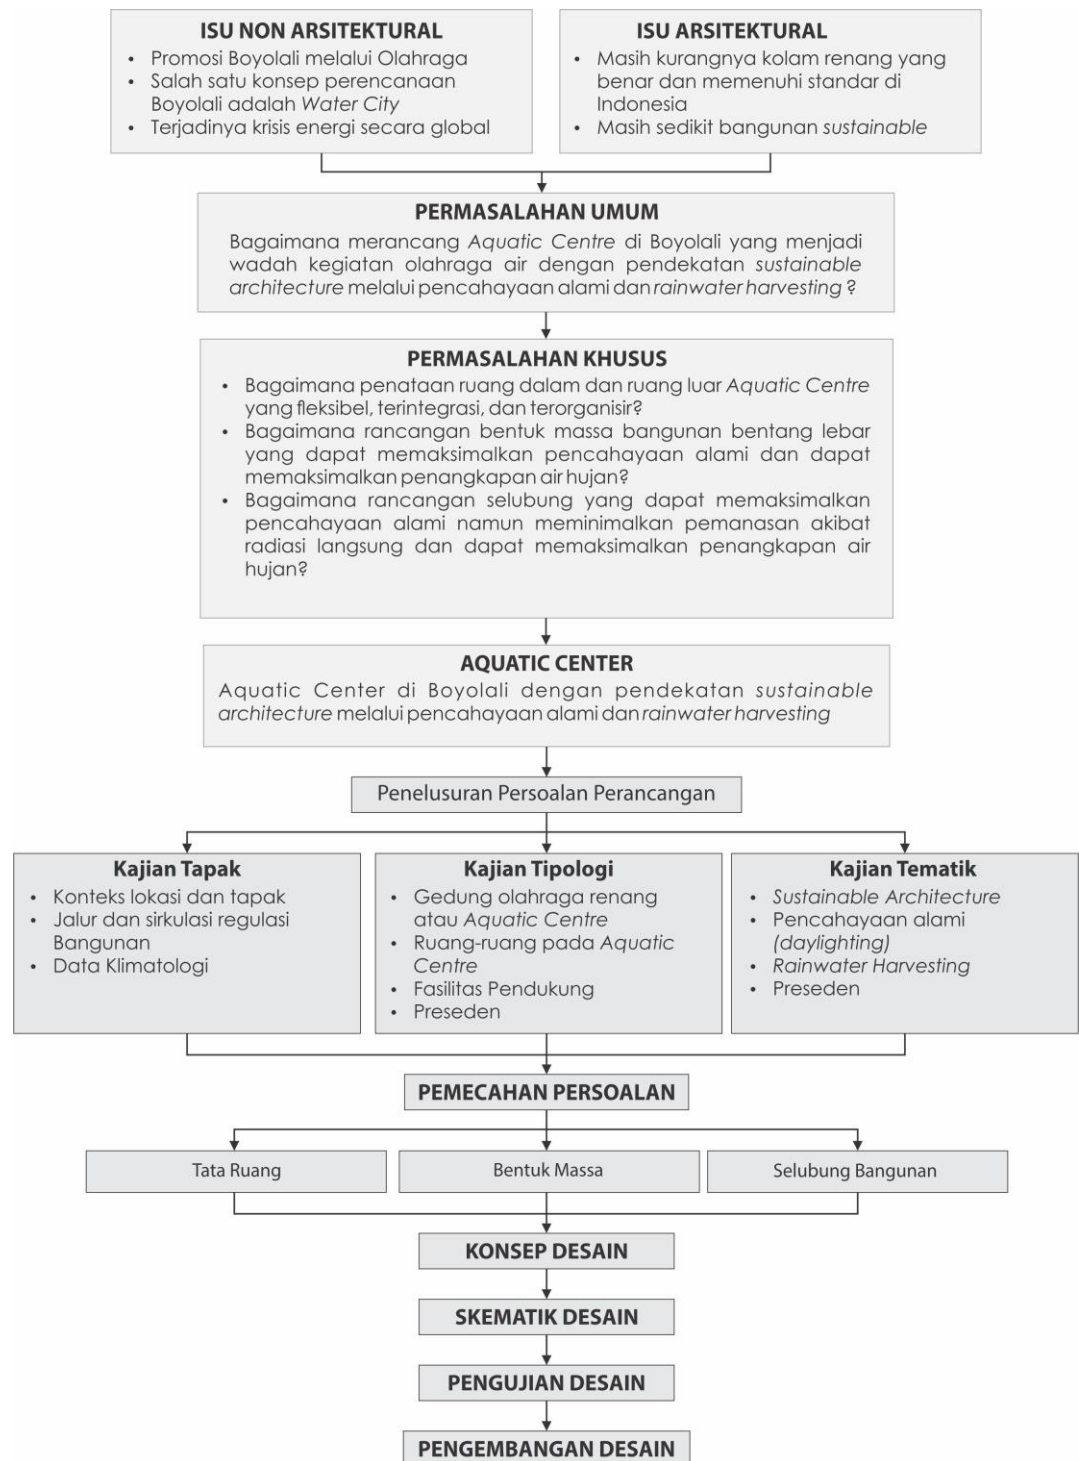 ISU NON ARSITEKTURAL
• Promosi Boyolali melalui Olahraga
• Salah satu konsep perencanaan
Boyolali adalah Water City
• Terjadinya krisis energi secara global
ISU ARSITEKTURAL
• Masih kurangnya kolam renang yang
benar dan memenuhi standar di
Indonesia
• Masih sedikit bangunan sustainable
PERMASALAHAN UMUM
Bagaimana merancang Aquatic Centre di Boyolali yang menjadi
wadah kegiatan olahraga air dengan pendekatan sustainable
architecture melalui pencahayaan alami dan rainwater harvesting ?
PERMASALAHAN KHUSUS
• Bagaimana penataan ruang dalam dan ruang luar Aquatic Centre
yang fleksibel, terintegrasi, dan terorganisir?
• Bagaimana rancangan bentuk massa bangunan bentang lebar
yang dapat memaksimalkan pencahayaan alami dan dapat
memaksimalkan penangkapan air hujan?
• Bagaimana rancangan selubung yang dapat memaksimalkan
pencahayaan alami namun meminimalkan pemanasan akibat
radiasi langsung dan dapat memaksimalkan penangkapan air
hujan?
AQUATIC CENTER
Aquatic Center di Boyolali dengan pendekatan sustainable
architecture melalui pencahayaan alami dan rainwater harvesting
Penelusuran Persoalan Perancangan
Kajian Tapak
• Konteks lokasi dan tapak
• Jalur dan sirkulasi regulasi
Bangunan
• Data Klimatologi
Kajian Tipologi
• Gedung olahraga renang
atau Aquatic Centre
• Ruang-ruang pada Aquatic
Centre
• Fasilitas Pendukung
• Preseden
Kajian Tematik
• Sustainable Architecture
• Pencahayaan alami
(daylighting)
• Rainwater Harvesting
• Preseden
PEMECAHAN PERSOALAN
Tata Ruang
Bentuk Massa
Selubung Bangunan
KONSEP DESAIN
SKEMATIK DESAIN
PENGUJIAN DESAIN
PENGEMBANGAN DESAIN